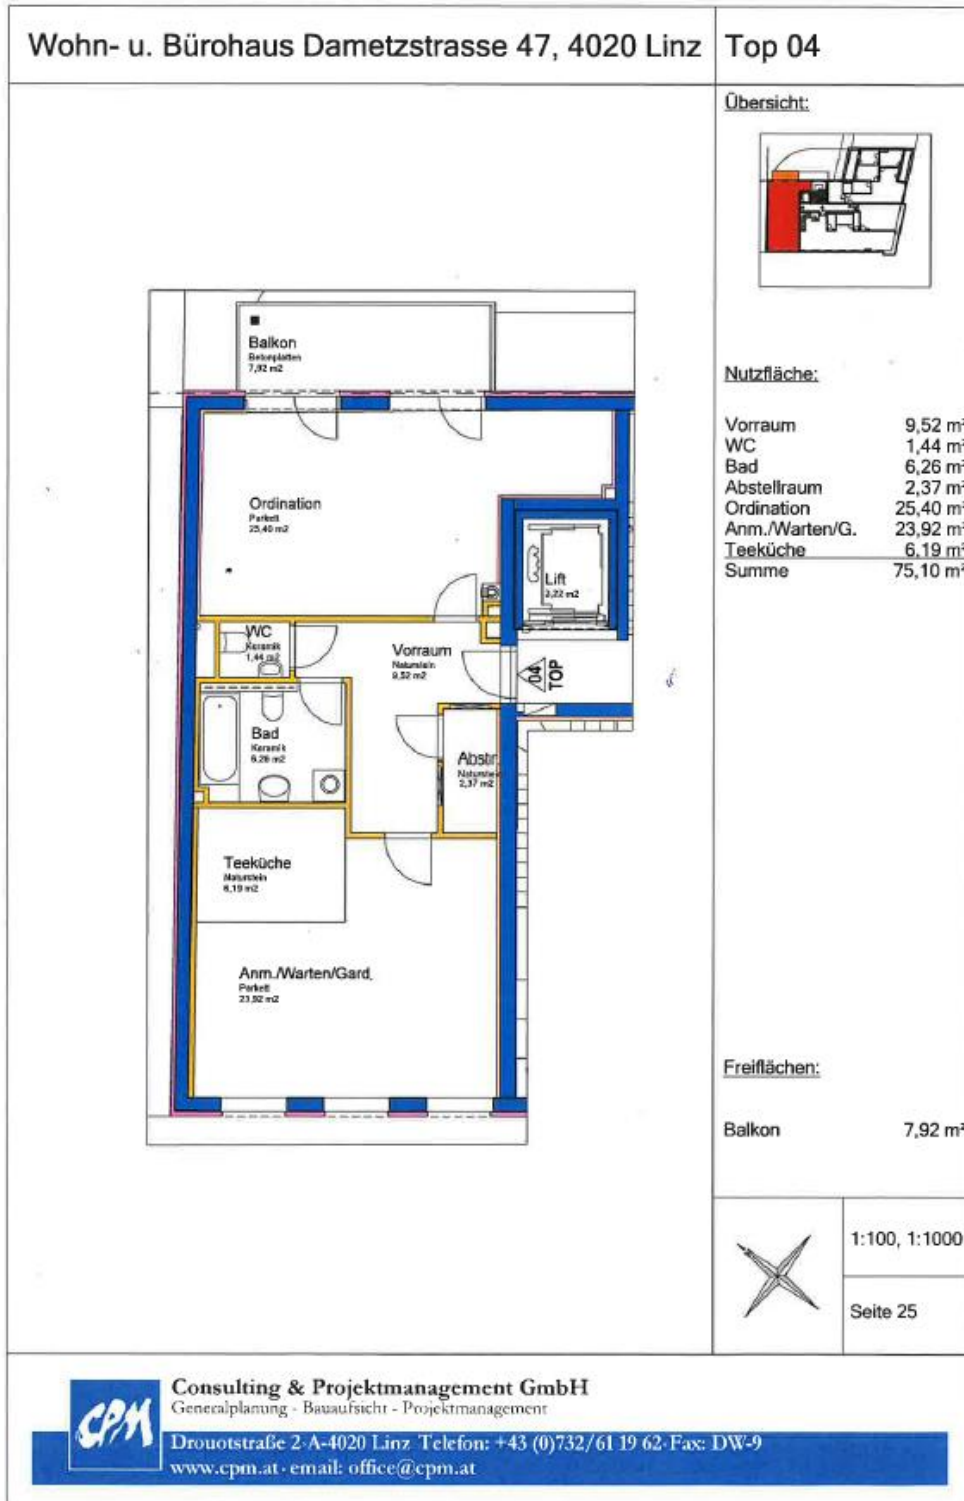 Wohn- u. Bürohaus Dametzstrasse 47, 4020 Linz
Top 04
Übersicht:
Nutzfläche:
Vorraum 9,52 m²
WC 1,44 m²
Bad 6,26 m²
Abstellraum 2,37 m²
Ordination 25,40 m²
Anm./Warten/G. 23,92 m²
Teeküche 6,19 m²
Summe 75,10 m²
Balkon
Betonplatten
7,92 m2
Ordination
Parkett
25,40 m2
Lift
3,22 m2
WC
Keramik
1,44 m2
Vorraum
Naturstein
9,52 m2
04
TOP
Bad
Keramik
6,26 m2
Abstr.
Naturstein
2,37 m2
Teeküche
Naturstein
6,19 m2
Anm./Warten/Gard.
Parkett
23,92 m2
Freiflächen:
Balkon 7,92 m²
1:100, 1:1000
Seite 25
CPM
Consulting & Projektmanagement GmbH
Generalplanung - Bauaufsicht - Projektmanagement
Drouotstraße 2·A-4020 Linz Telefon: +43 (0)732/61 19 62·Fax: DW-9
www.cpm.at · email: office@cpm.at